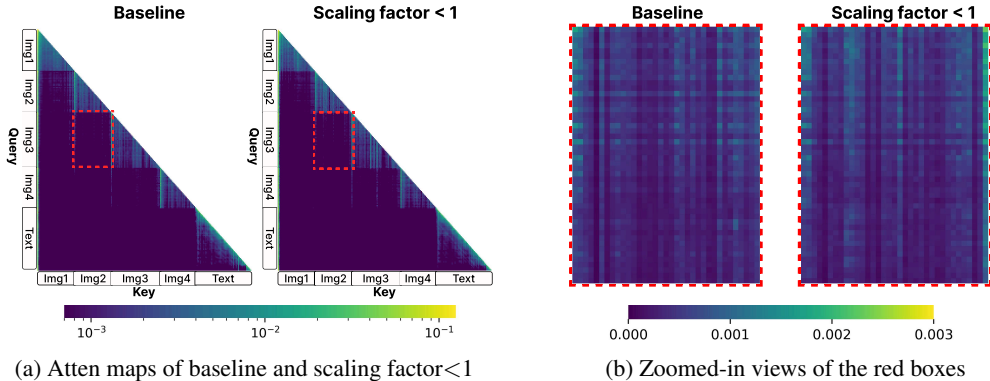 Baseline
Scaling factor < 1
Query
Img1
Img2
Img3
Img4
Text
Img1
Img2
Img3
Img4
Text
Key
Query
Img1
Img2
Img3
Img4
Text
Img1
Img2
Img3
Img4
Text
Key
10⁻³
10⁻²
10⁻¹
(a) Atten maps of baseline and scaling factor<1
Baseline
Scaling factor < 1
0.000
0.001
0.002
0.003
(b) Zoomed-in views of the red boxes